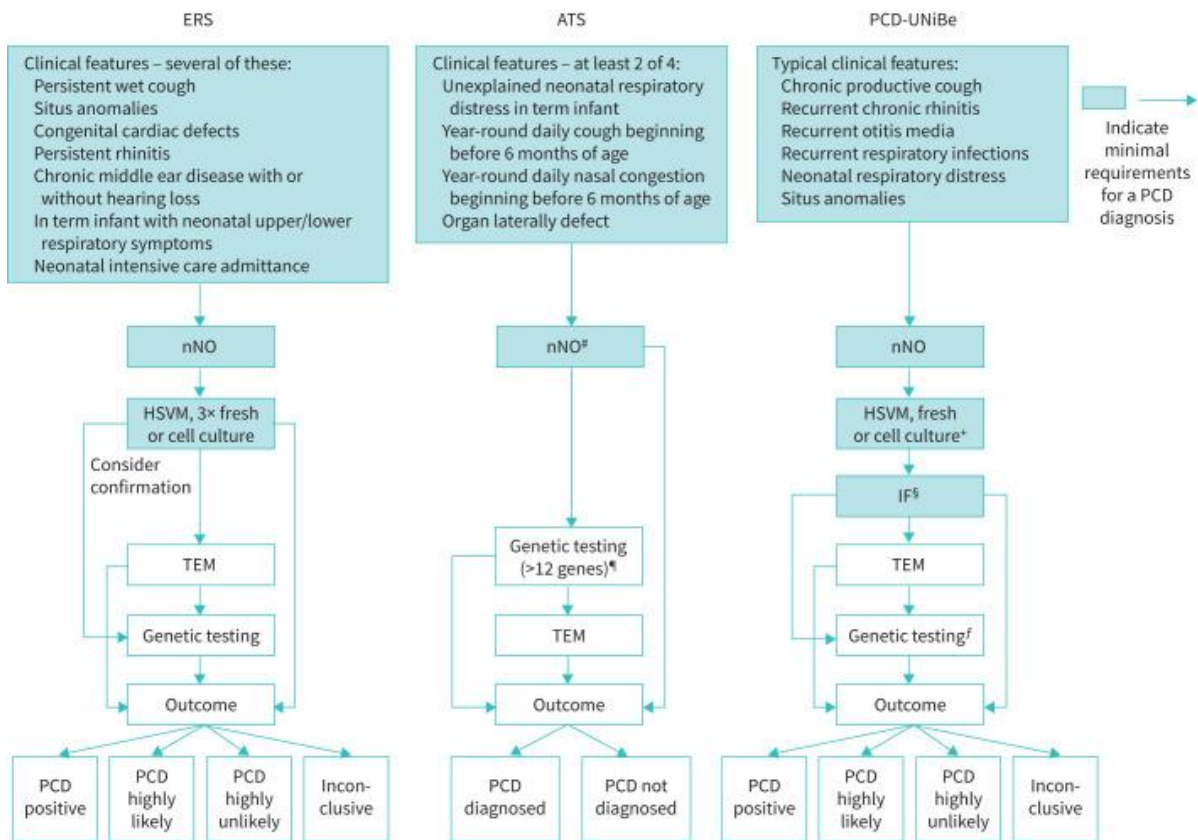 ERS
Clinical features – several of these:
Persistent wet cough
Situs anomalies
Congenital cardiac defects
Persistent rhinitis
Chronic middle ear disease with or
without hearing loss
In term infant with neonatal upper/lower
respiratory symptoms
Neonatal intensive care admittance
nNO
HSVM, 3× fresh
or cell culture
Consider
confirmation
TEM
Genetic testing
Outcome
PCD
positive
PCD
highly
likely
PCD
highly
unlikely
Incon-
clusive
ATS
Clinical features – at least 2 of 4:
Unexplained neonatal respiratory
distress in term infant
Year-round daily cough beginning
before 6 months of age
Year-round daily nasal congestion
beginning before 6 months of age
Organ laterally defect
nNO#
Genetic testing
(>12 genes)¶
TEM
Outcome
PCD
diagnosed
PCD not
diagnosed
PCD-UNiBe
Typical clinical features:
Chronic productive cough
Recurrent chronic rhinitis
Recurrent otitis media
Recurrent respiratory infections
Neonatal respiratory distress
Situs anomalies
nNO
HSVM, fresh
or cell culture+
IF§
TEM
Genetic testingƒ
Outcome
PCD
positive
PCD
highly
likely
PCD
highly
unlikely
Incon-
clusive
Indicate
minimal
requirements
for a PCD
diagnosis